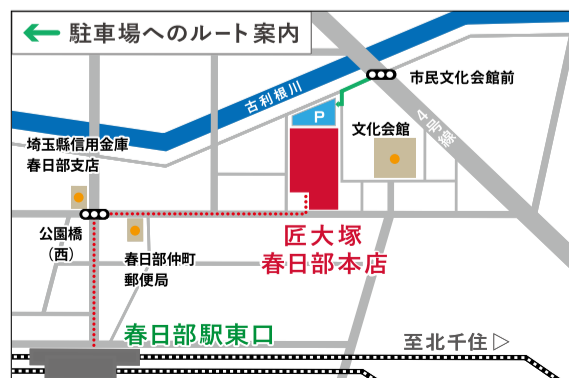 ← 駐車場へのルート案内
市民文化会館前
古利根川
P
4号線
文化会館
埼玉縣信用金庫
春日部支店
公園橋
(西)
春日部仲町
郵便局
匠大塚
春日部本店
春日部駅東口
至北千住▷